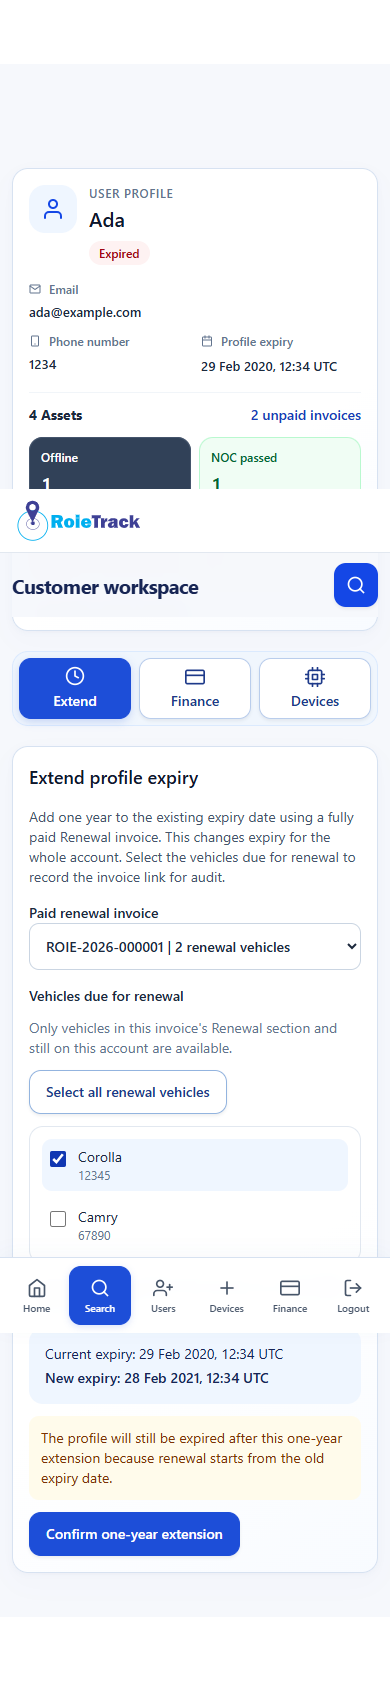 USER PROFILE
Ada
Expired
Email
ada@example.com
Phone number
1234
Profile expiry
29 Feb 2020, 12:34 UTC
4 Assets
2 unpaid invoices
Offline
1
NOC passed
1
RoieTrack
Customer workspace
Extend
Finance
Devices
Extend profile expiry
Add one year to the existing expiry date using a fully
paid Renewal invoice. This changes expiry for the
whole account. Select the vehicles due for renewal to
record the invoice link for audit.
Paid renewal invoice
ROIE-2026-000001 | 2 renewal vehicles
Vehicles due for renewal
Only vehicles in this invoice's Renewal section and
still on this account are available.
Select all renewal vehicles
Corolla
12345
Camry
67890
Home
Search
Users
Devices
Finance
Logout
Current expiry: 29 Feb 2020, 12:34 UTC
New expiry: 28 Feb 2021, 12:34 UTC
The profile will still be expired after this one-year
extension because renewal starts from the old
expiry date.
Confirm one-year extension